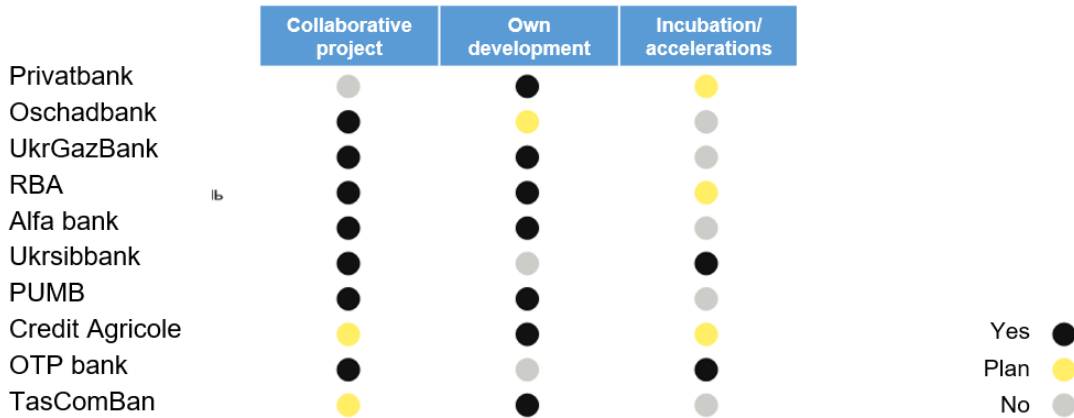 Collaborative project
Own development
Incubation/ accelerations
Privatbank
Oschadbank
UkrGazBank
RBA
Alfa bank
Ukrsibbank
PUMB
Credit Agricole
OTP bank
TasComBan
Yes
Plan
No